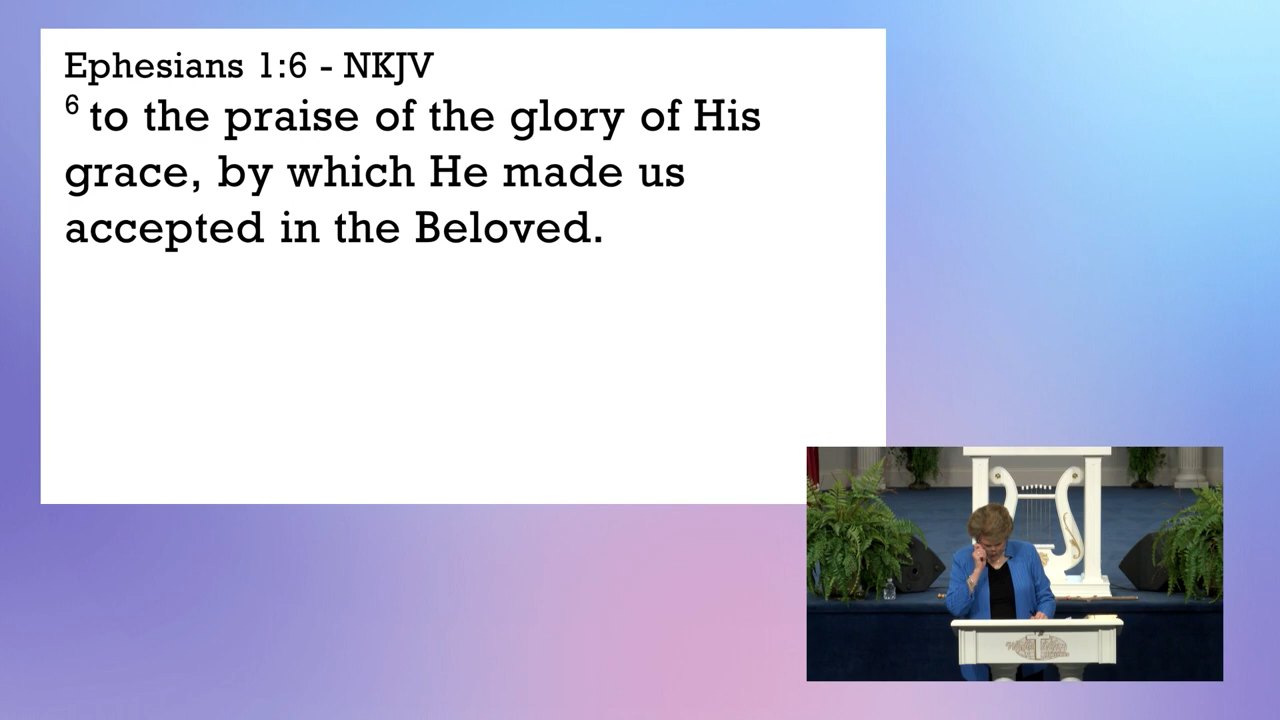 Ephesians 1:6 - NKJV
6 to the praise of the glory of His
grace, by which He made us
accepted in the Beloved.